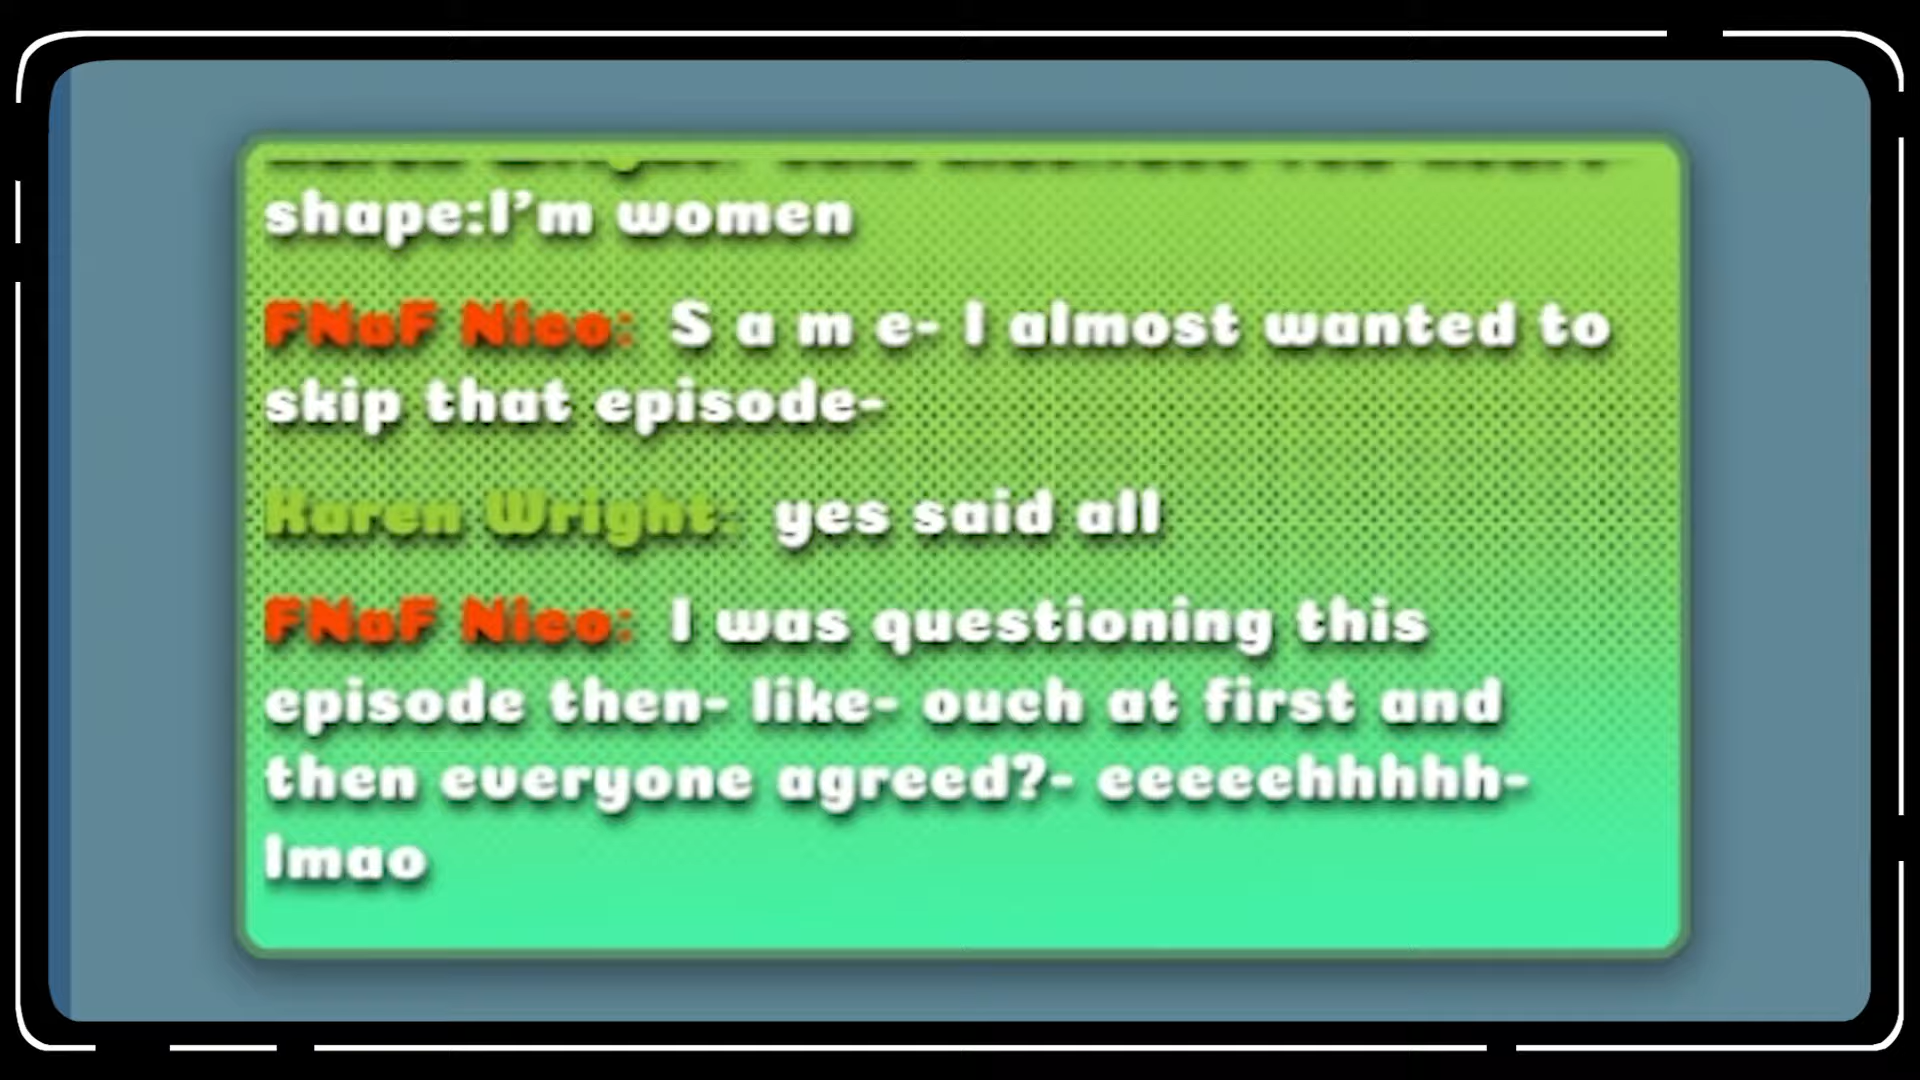 shape:I'm women
FNaF Nico: S a m e- I almost wanted to
skip that episode-
Karen Wright: yes said all
FNaF Nico: I was questioning this
episode then- like- ouch at first and
then everyone agreed?- eeeeehhhhh-
lmao